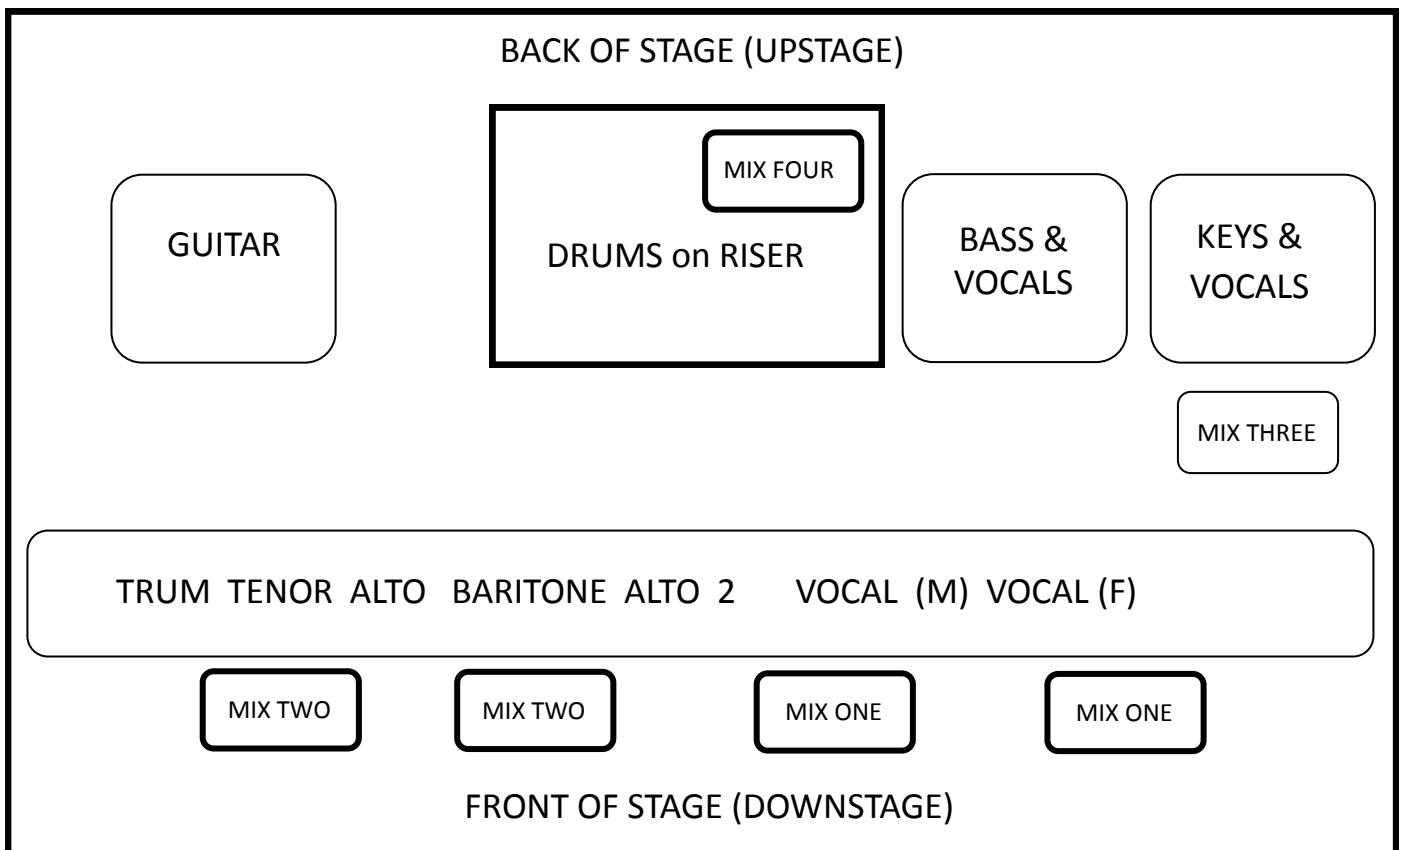 BACK OF STAGE (UPSTAGE)
MIX FOUR
GUITAR
DRUMS on RISER
BASS &
VOCALS
KEYS &
VOCALS
MIX THREE
TRUM TENOR ALTO BARITONE ALTO 2 VOCAL (M) VOCAL (F)
MIX TWO
MIX TWO
MIX ONE
MIX ONE
FRONT OF STAGE (DOWNSTAGE)